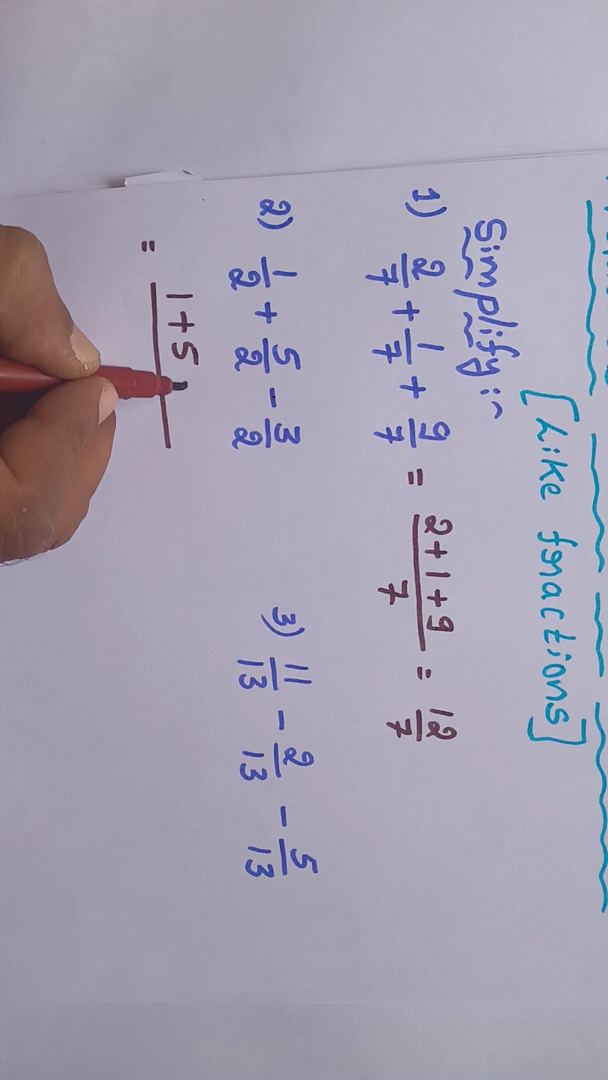 [Like fractions]
Simplify :-
1) 2/7 + 1/7 + 9/7 = 2+1+9/7 = 12/7
2) 1/2 + 5/2 - 3/2
3) 11/13 - 2/13 - 5/13
= 1+5